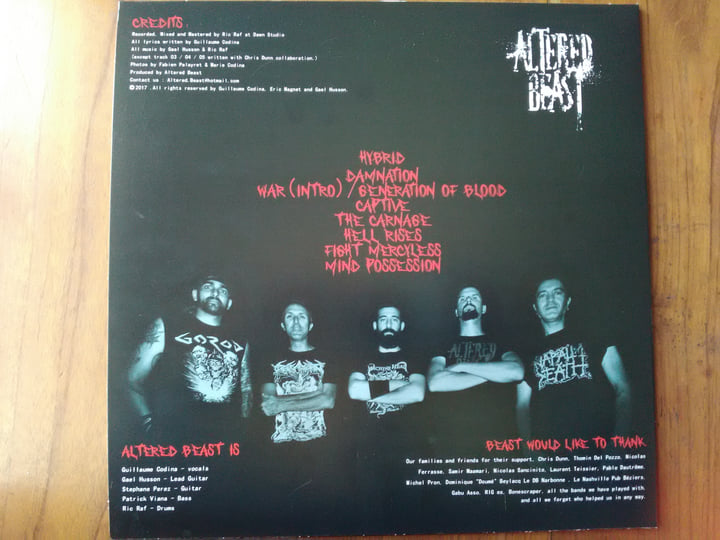 CREDITS.
Recorded, Mixed and Mastered by Ric Raf at Dawn Studio
All lyrics written by Guillaume Codina
All music by Gael Husson & Ric Raf
(except track 03 / 04 / 05 written with Chris Dunn collaboration.)
Photos by Fabien Palayret & Marie Codina
Produced by Altered Beast
Contact us : Altered.Beast@hotmail.com
©2017 .All rights reserved by Guillaume Codina, Eric Magnet and Gael Husson.
ALTERED
BEAST
HYBRID
DAMNATION
WAR (INTRO) / GENERATION OF BLOOD
CAPTIVE
THE CARNAGE
HELL RISES
FIGHT MERCYLESS
MIND POSSESSION
GOROD
ALTERED
NAPALM
DEATH
ALTERED BEAST IS
Guillaume Codina - vocals
Gael Husson - Lead Guitar
Stephane Perez - Guitar
Patrick Viana - Bass
Ric Raf - Drums
BEAST WOULD LIKE TO THANK
Our families and friends for their support, Chris Dunn, Thomin Del Pozzo, Nicolas
Ferrasse, Samir Naamari, Nicolas Sancinito, Laurent Teissier, Pablo Dautrême,
Michel Pron, Dominique "Doumé" Beylacq Le DB Narbonne , Le Nashville Pub Béziers,
Gabu Asso, RIG es, Bonescraper, all the bands we have played with,
and all we forget who helped us in any way.